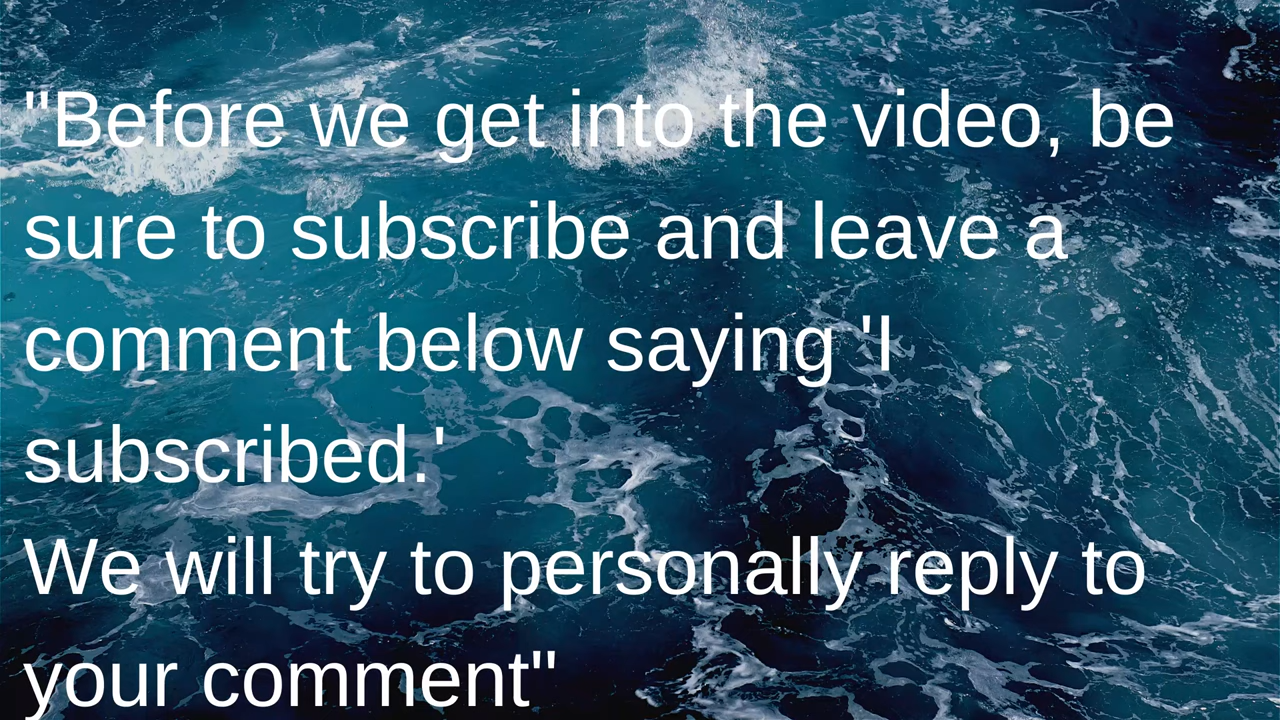 "Before we get into the video, be
sure to subscribe and leave a
comment below saying 'I
subscribed.'
We will try to personally reply to
your comment"